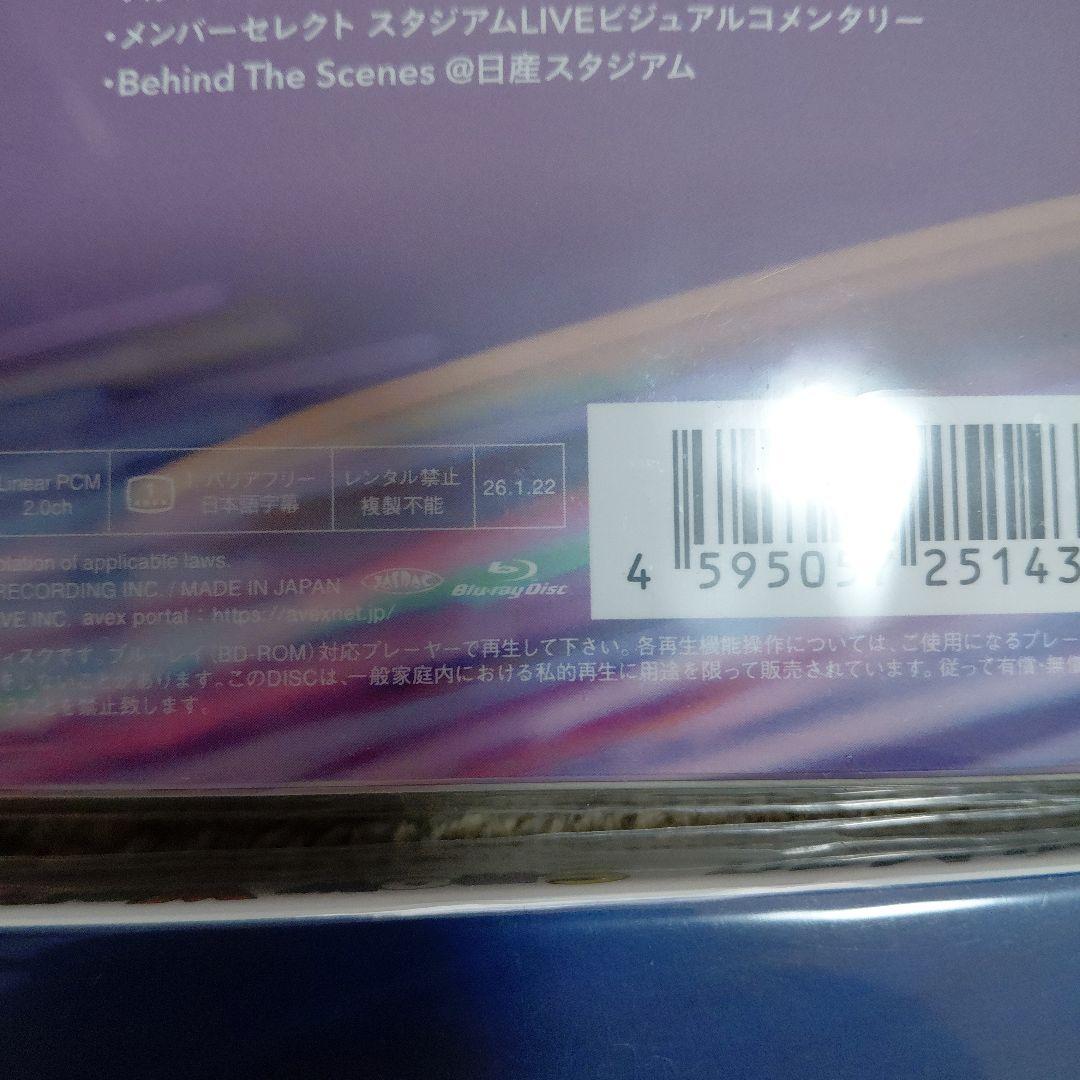 ・メンバーセレクト スタジアムLIVEビジュアルコメンタリー
・Behind The Scenes @日産スタジアム
Linear PCM
2.0ch
1 バリアフリー
日本語字幕
レンタル禁止
複製不能
26.1.22
of applicable laws.
RECORDING INC. / MADE IN JAPAN
INC. avex portal : https://avexnet.jp/
Blu-ray Disc
4 59505 25143
ィスクです。ブルーレイ(BD-ROM)対応プレーヤーで再生して下さい。各再生機能操作については、ご使用になるプレー
があります。このDISCは、一般家庭内における私的再生に用途を限って販売されています。従って有償・無償
うことを禁止致します。